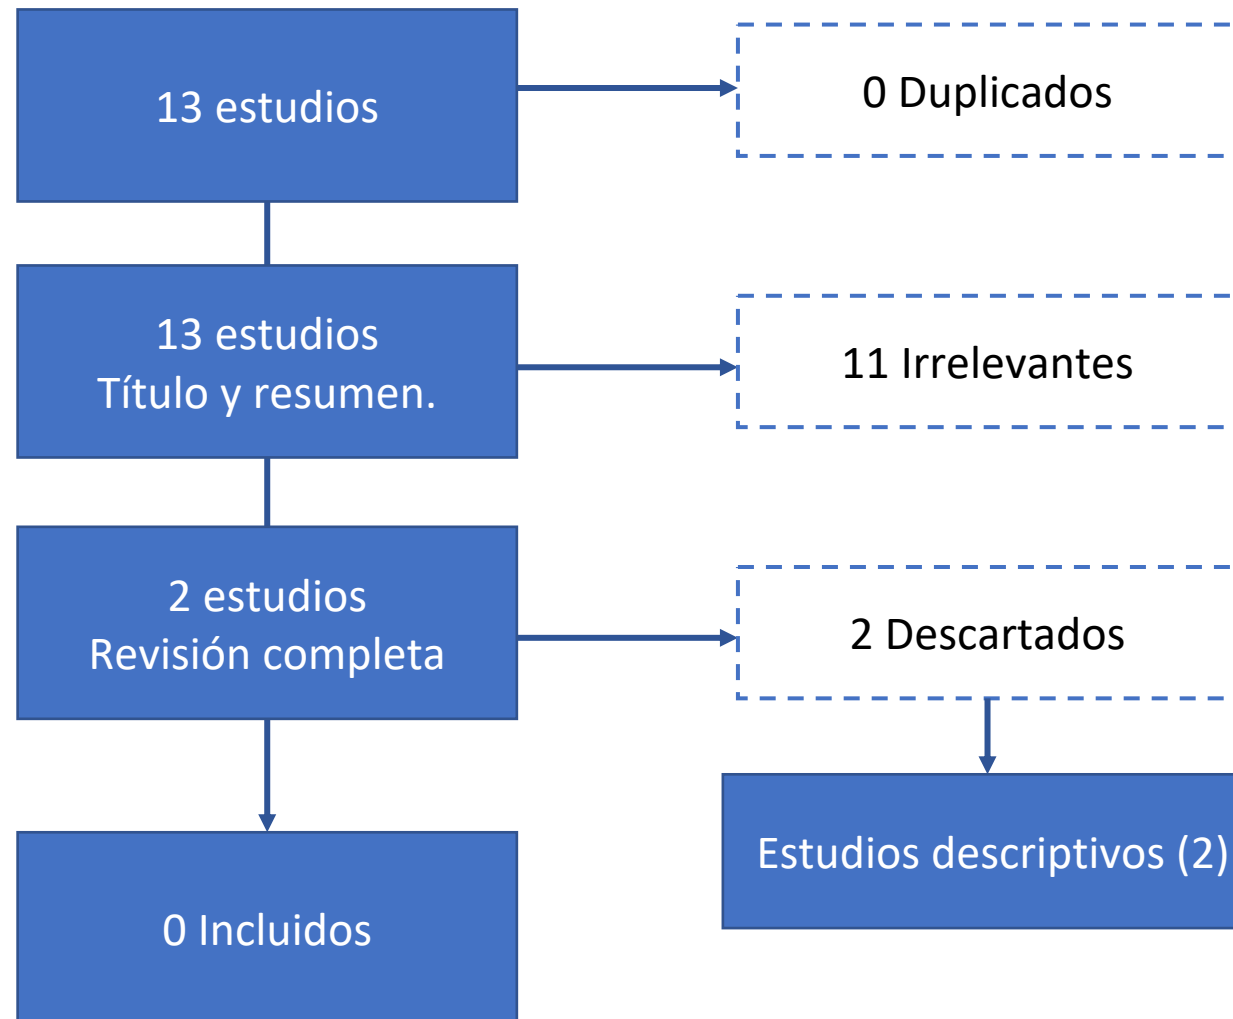 13 estudios
0 Duplicados
13 estudios
Título y resumen.
11 Irrelevantes
2 estudios
Revisión completa
2 Descartados
Estudios descriptivos (2)
0 Incluidos